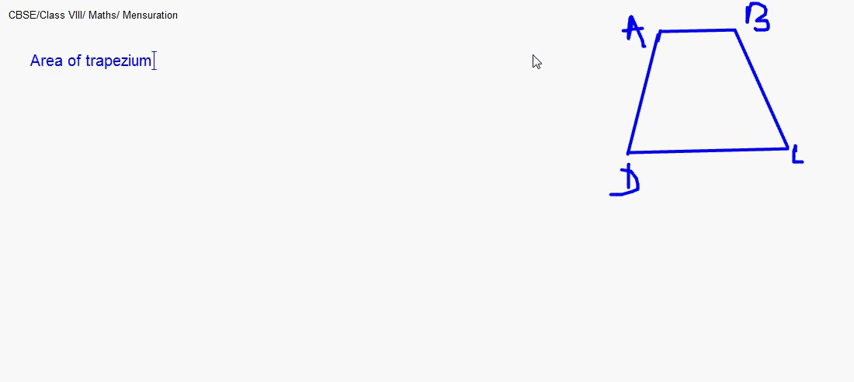 CBSE/Class VIII/ Maths/ Mensuration
Area of trapezium
A
B
D
L